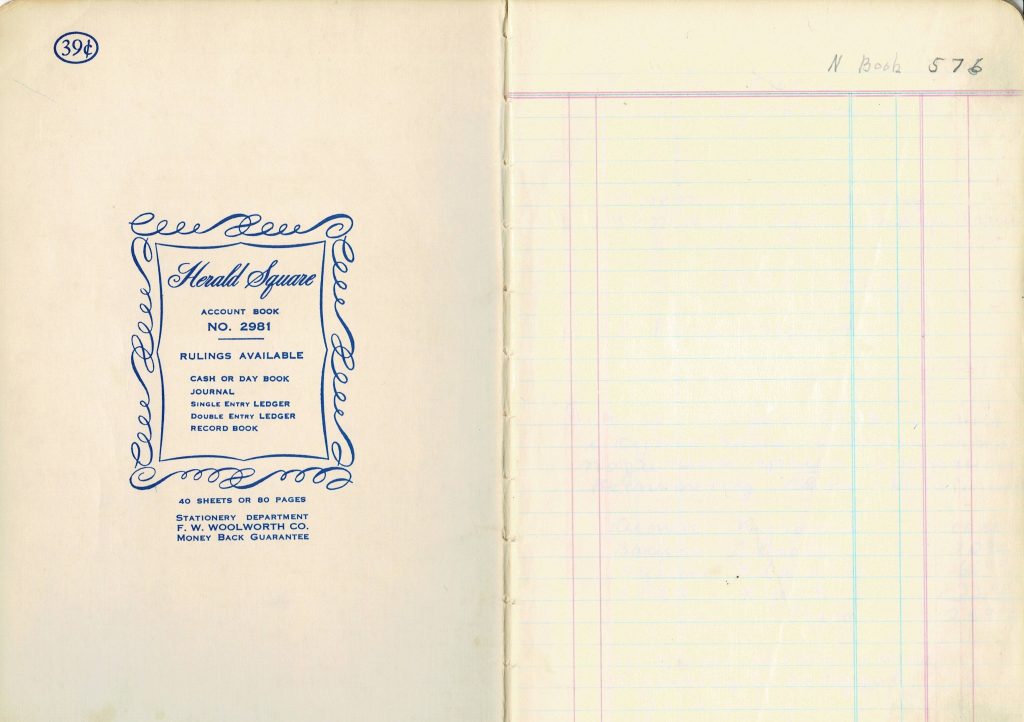 39¢
Herald Square
ACCOUNT BOOK
NO. 2981
RULINGS AVAILABLE
CASH OR DAY BOOK
JOURNAL
SINGLE ENTRY LEDGER
DOUBLE ENTRY LEDGER
RECORD BOOK
40 SHEETS OR 80 PAGES
STATIONERY DEPARTMENT
F. W. WOOLWORTH CO.
MONEY BACK GUARANTEE
N Book 576